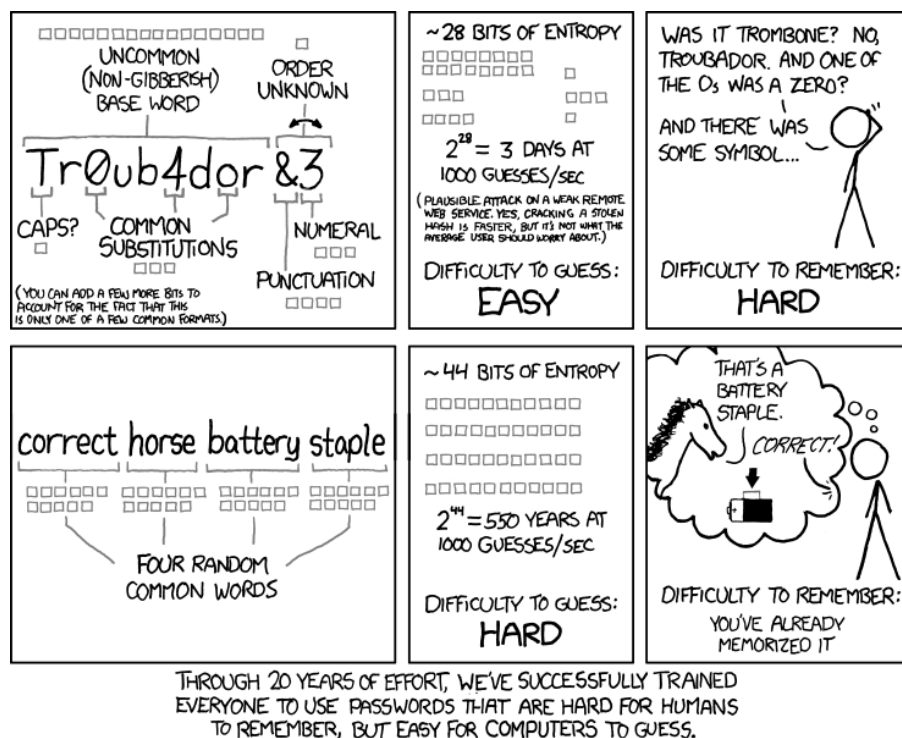 UNCOMMON
(NON-GIBBERISH)
BASE WORD
ORDER
UNKNOWN
Tr0ub4dor &3
CAPS?
COMMON
SUBSTITUTIONS
NUMERAL
PUNCTUATION
(YOU CAN ADD A FEW MORE BITS TO
ACCOUNT FOR THE FACT THAT THIS
IS ONLY ONE OF A FEW COMMON FORMATS.)
~28 BITS OF ENTROPY
2^28 = 3 DAYS AT
1000 GUESSES/SEC
(PLAUSIBLE ATTACK ON A WEAK REMOTE
WEB SERVICE. YES, CRACKING A STOLEN
HASH IS FASTER, BUT IT'S NOT WHAT THE
AVERAGE USER SHOULD WORRY ABOUT.)
DIFFICULTY TO GUESS:
EASY
WAS IT TROMBONE? NO,
TROUBADOR. AND ONE OF
THE Os WAS A ZERO?
AND THERE WAS
SOME SYMBOL...
DIFFICULTY TO REMEMBER:
HARD
correct horse battery staple
FOUR RANDOM
COMMON WORDS
~44 BITS OF ENTROPY
2^44 = 550 YEARS AT
1000 GUESSES/SEC
DIFFICULTY TO GUESS:
HARD
THAT'S A
BATTERY
STAPLE.
CORRECT!
DIFFICULTY TO REMEMBER:
YOU'VE ALREADY
MEMORIZED IT
THROUGH 20 YEARS OF EFFORT, WE'VE SUCCESSFULLY TRAINED
EVERYONE TO USE PASSWORDS THAT ARE HARD FOR HUMANS
TO REMEMBER, BUT EASY FOR COMPUTERS TO GUESS.